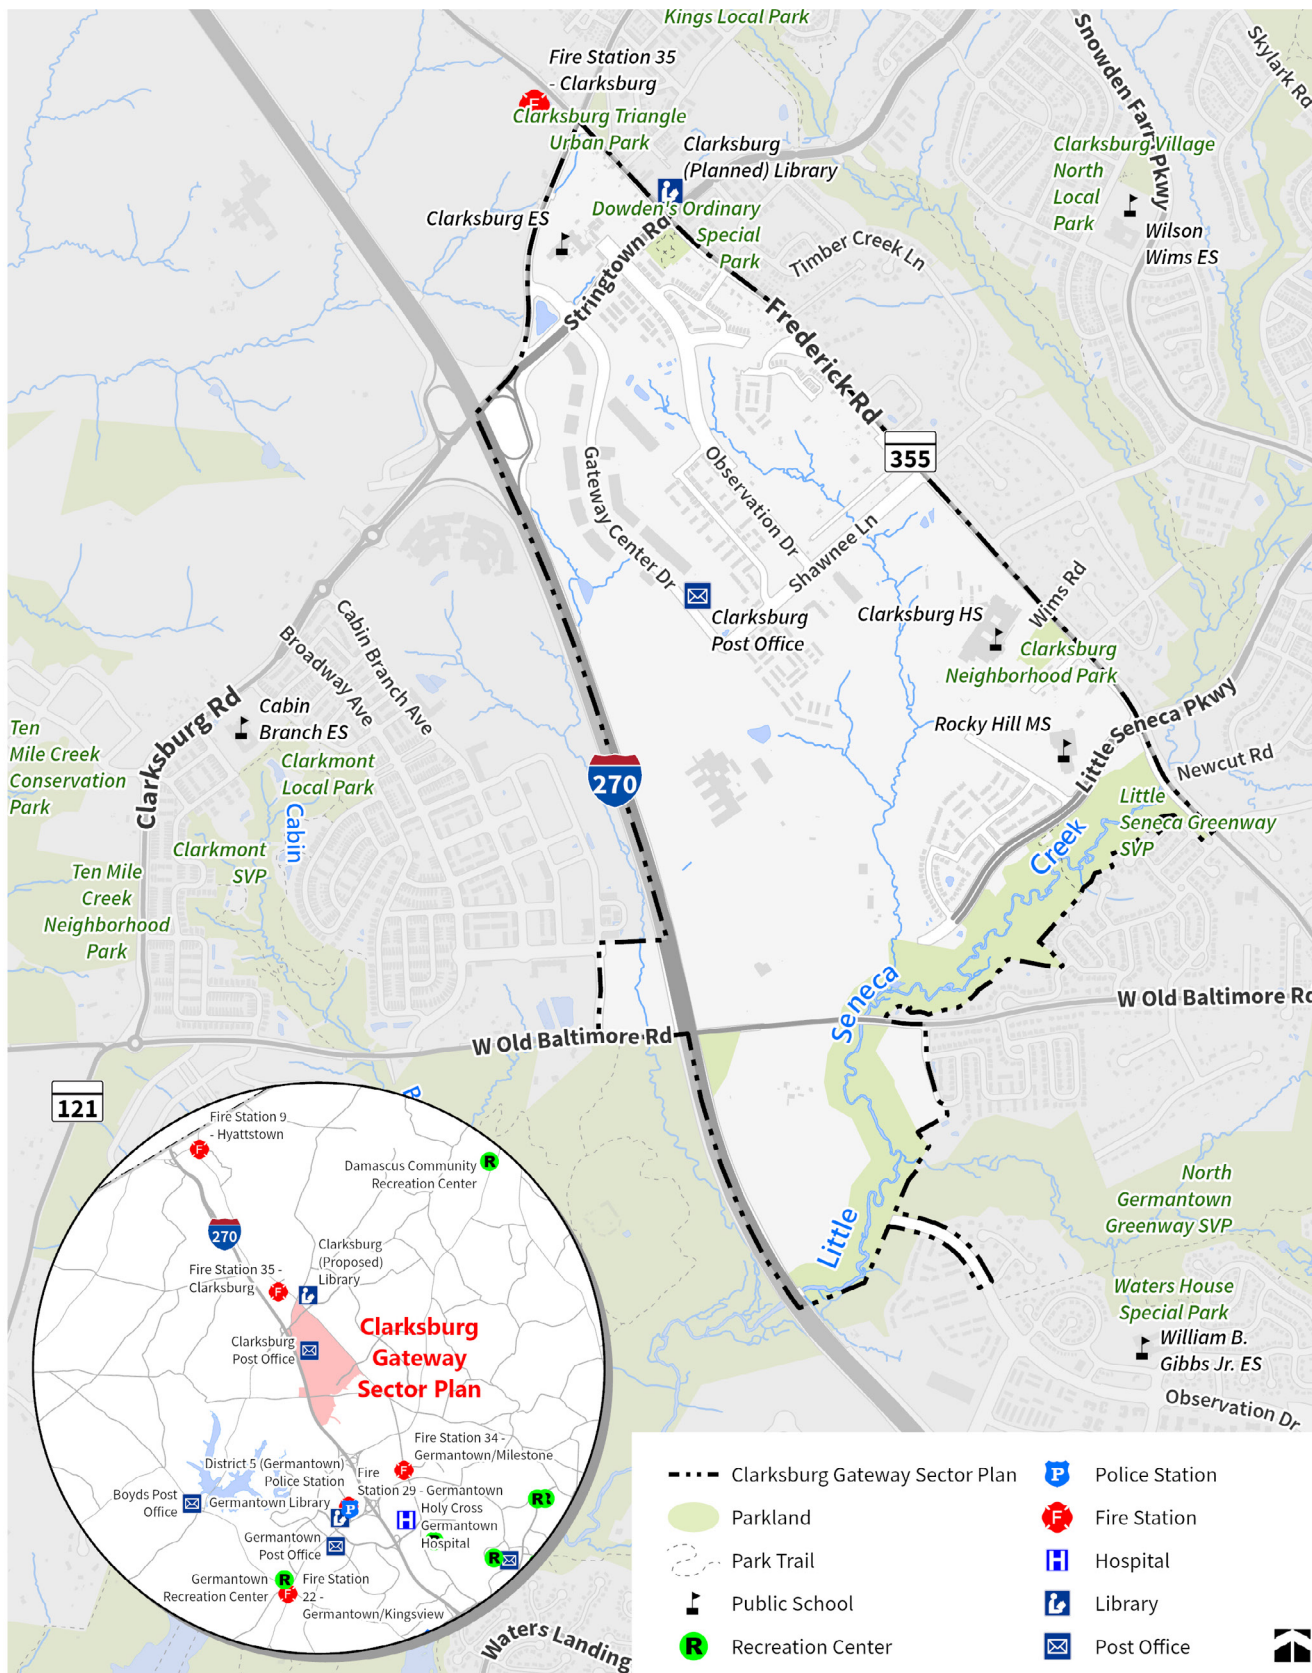 Kings Local Park
Snowden Farm Pkwy
Skylark Rd
Fire Station 35
- Clarksburg
Clarksburg Triangle
Urban Park
Clarksburg
(Planned) Library
Clarksburg Village
North
Local
Park
Wilson
Wims ES
Clarksburg ES
Dowden's Ordinary
Special
Park
Stringtown Rd
Timber Creek Ln
Frederick Rd
355
Gateway Center Dr
Observation Dr
Shawnee Ln
Clarksburg
Post Office
Clarksburg HS
Wims Rd
Clarksburg
Neighborhood Park
Cabin Branch Ave
Broadway Ave
Clarksburg Rd
Cabin
Branch ES
Ten
Mile Creek
Conservation
Park
Clarkmont
Local Park
Cabin
Clarkmont
SVP
Ten Mile
Creek
Neighborhood
Park
270
Rocky Hill MS
Little Seneca Pkwy
Newcut Rd
Little
Seneca Greenway
SVP
Creek
Seneca
Little
W Old Baltimore Rd
W Old Baltimore Rd
121
North
Germantown
Greenway SVP
Waters House
Special Park
William B.
Gibbs Jr. ES
Observation Dr
Waters Landing
Fire Station 9
- Hyattstown
Damascus Community
Recreation Center
R
F
270
Clarksburg
(Proposed)
Library
Fire Station 35 -
Clarksburg
Clarksburg
Post Office
Clarksburg
Gateway
Sector Plan
Fire Station 34 -
Germantown/Milestone
District 5 (Germantown)
Police Station
Fire
Station 29 - Germantown
Boyds Post
Office
Germantown Library
Holy Cross
Germantown
Hospital
Germantown
Post Office
Germantown
Recreation Center
Fire Station
22 -
Germantown/Kingsview
Clarksburg Gateway Sector Plan
Parkland
Park Trail
Public School
R Recreation Center
P Police Station
F Fire Station
H Hospital
Library
Post Office